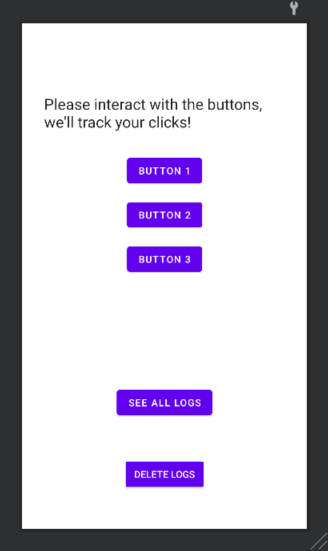 Please interact with the buttons,
we'll track your clicks!
BUTTON 1
BUTTON 2
BUTTON 3
SEE ALL LOGS
DELETE LOGS